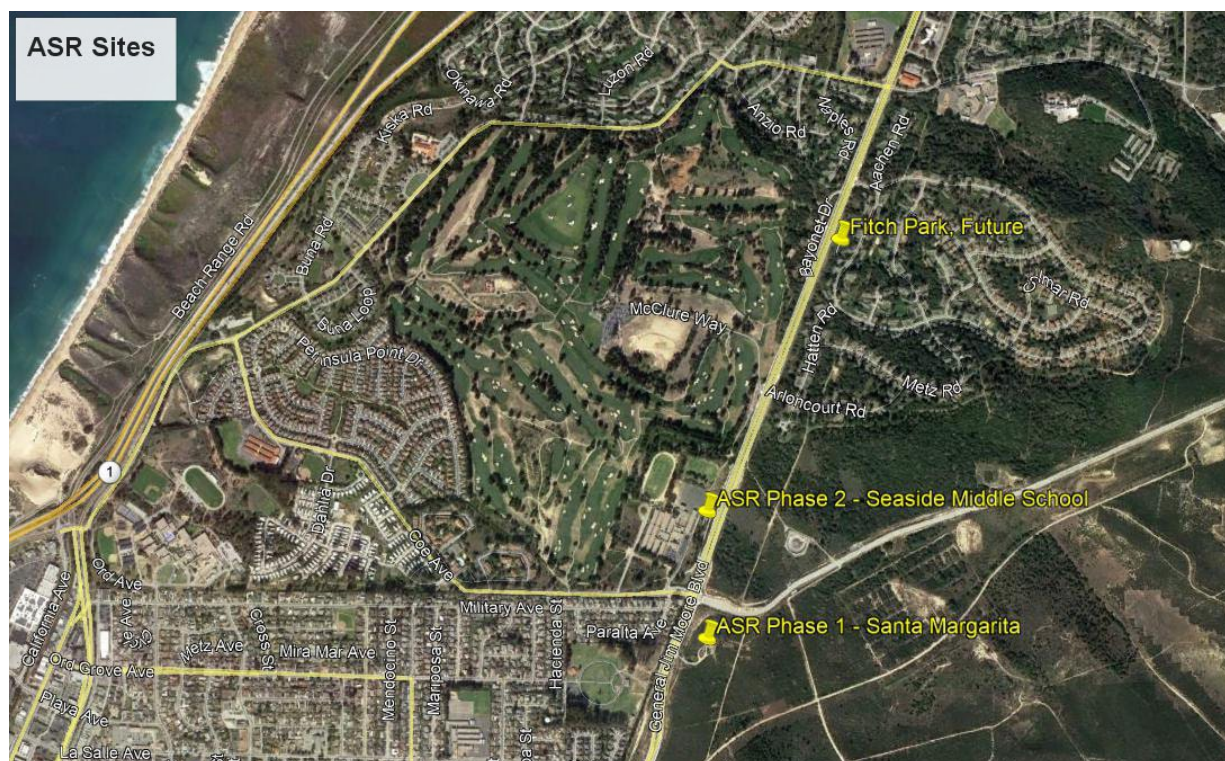 ASR Sites
Okinawa Rd
Luzon Rd
Kiska Rd
Anzio Rd
Naples Rd
Aachen Rd
Beach Range Rd
Buna Rd
Bayonet Dr
Fitch Park, Future
Buna Loop
McClure Way
Hatten Rd
Peninsula Point Dr
Metz Rd
Arloncourt Rd
1
ASR Phase 2 - Seaside Middle School
Dahlia Dr
Coe Ave
Ord Ave
California Ave
Military Ave
Paralta Ave
ASR Phase 1 - Santa Margarita
Cross St
Metz Ave
Mira Mar Ave
Mendocino St
Mariposa St
Hacienda St
General Jim Moore Blvd
Ord Grove Ave
Playa Ave
La Salle Ave